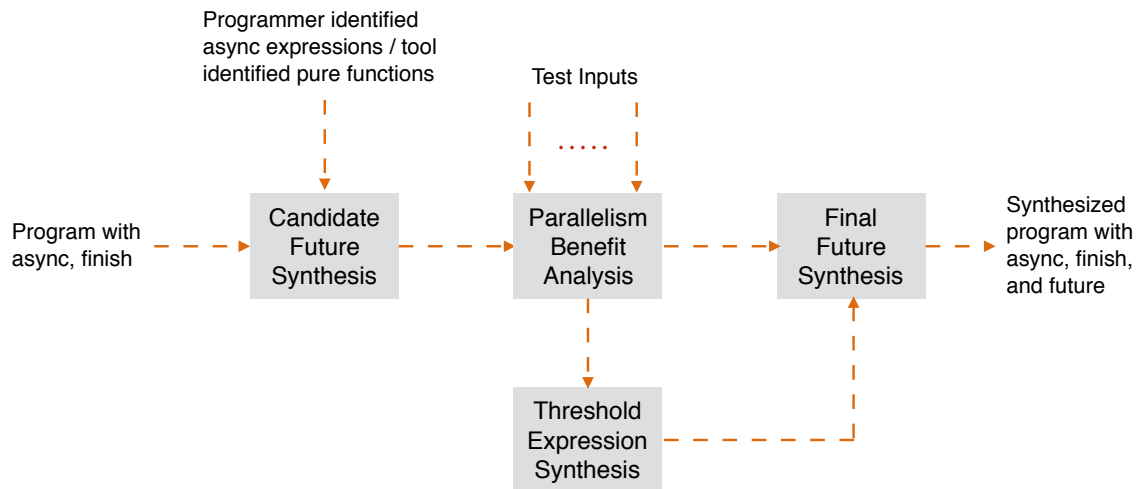 Programmer identified
async expressions / tool
identified pure functions
Test Inputs
.....
Program with
async, finish
Candidate
Future
Synthesis
Parallelism
Benefit
Analysis
Final
Future
Synthesis
Synthesized
program with
async, finish,
and future
Threshold
Expression
Synthesis